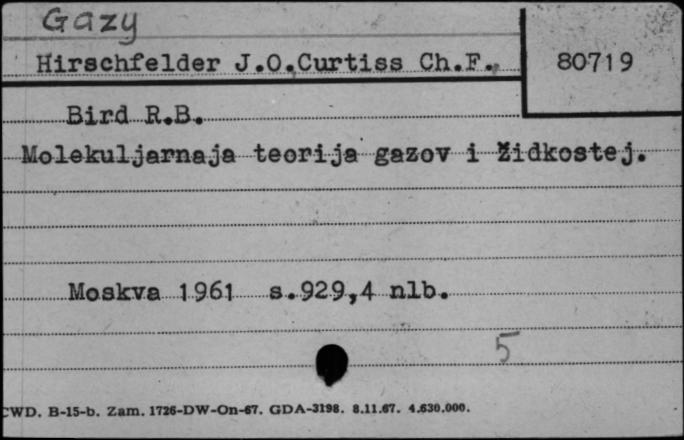 Gazy
Hirschfelder J.O.,Curtiss Ch.F., 80719
Bird R.B.
Molekuljarnaja teorija gazov i židkostej.
Moskva 1961 s.929,4 nlb.
5
CWD. B-15-b. Zam. 1726-DW-On-67. GDA-3198. 8.11.67. 4.630.000.